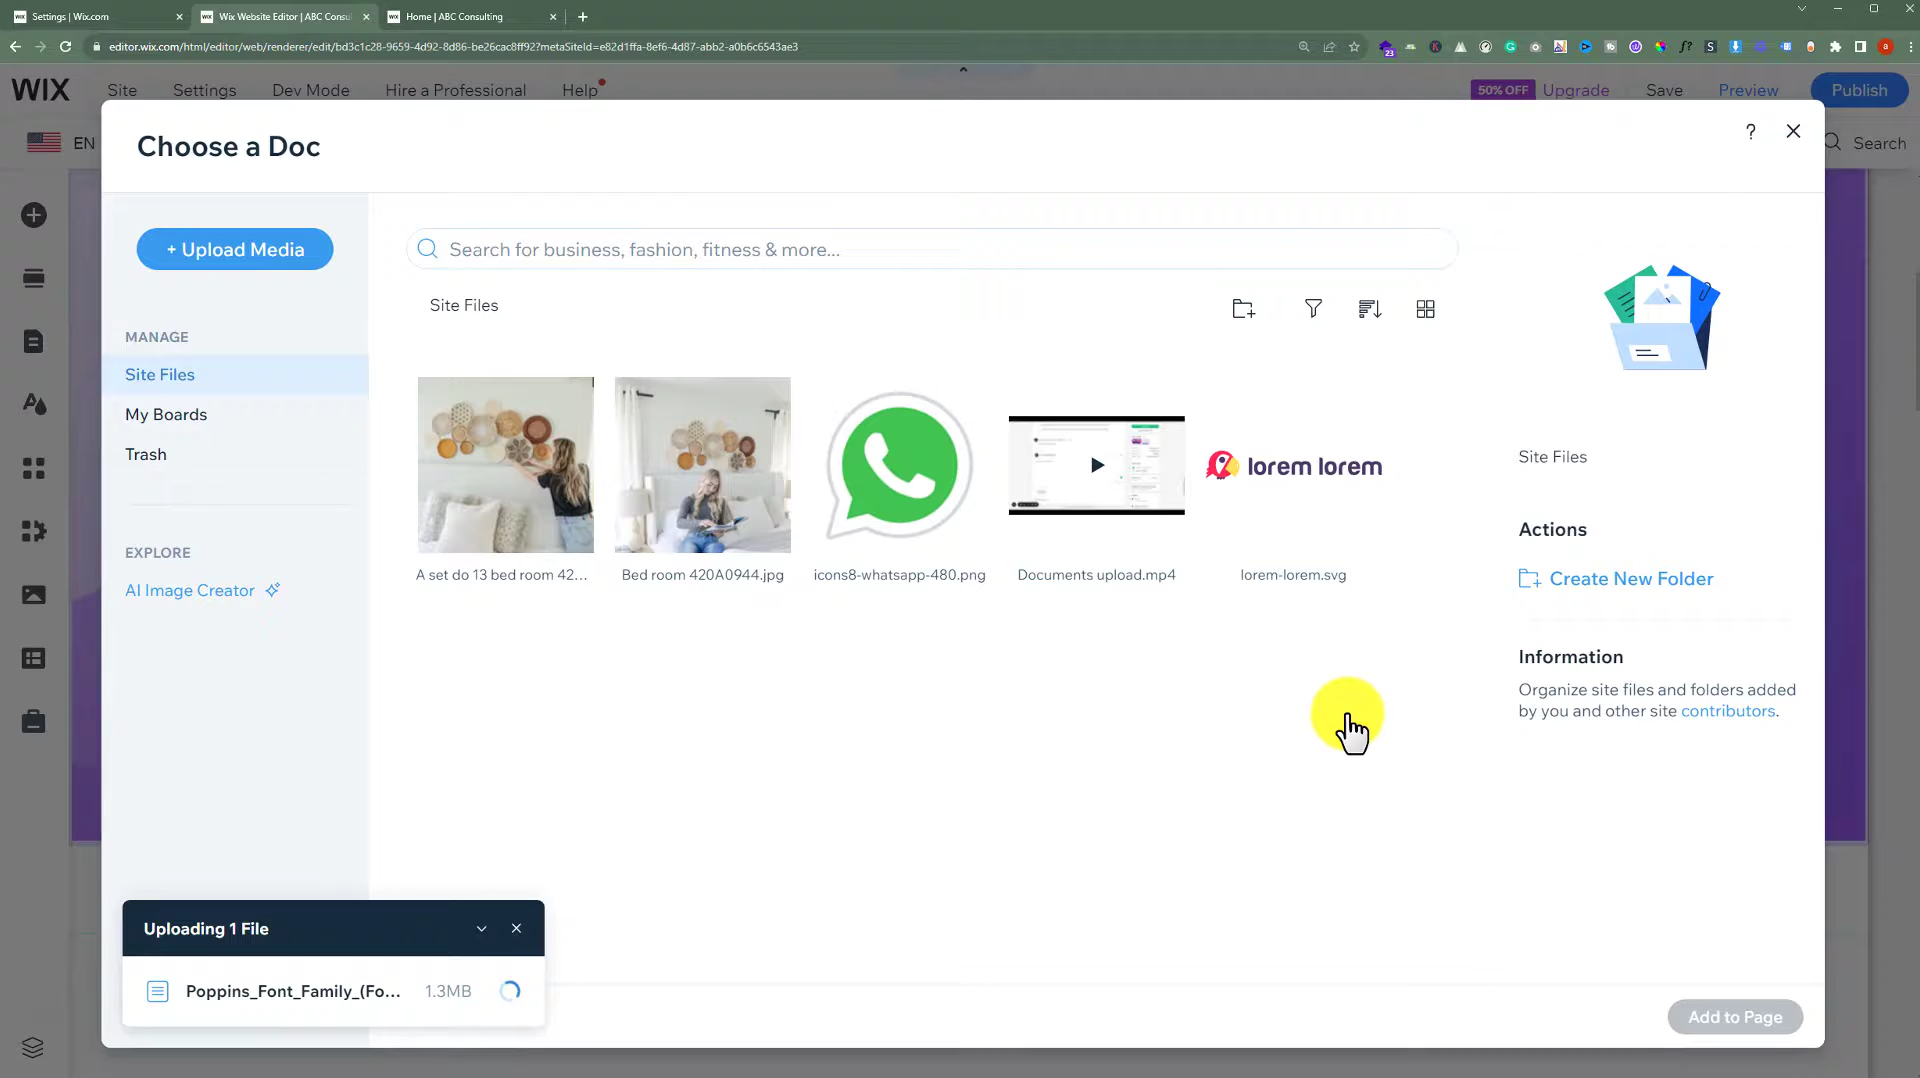 Settings | Wix.com
Wix Website Editor | ABC Consul
Home | ABC Consulting
editor.wix.com/html/editor/web/renderer/edit/bd3c1c28-9659-4d92-8d86-be26cac8ff92?metaSiteId=e82d1ffa-8ef6-4d87-abb2-a0b6c6543ae3
23
WIX
Site
Settings
Dev Mode
Hire a Professional
Help
50% OFF
Upgrade
Save
Preview
Publish
EN
Search
Choose a Doc
?
+ Upload Media
Search for business, fashion, fitness & more...
MANAGE
Site Files
My Boards
Trash
EXPLORE
AI Image Creator
Site Files
lorem lorem
A set do 13 bed room 42...
Bed room 420A0944.jpg
icons8-whatsapp-480.png
Documents upload.mp4
lorem-lorem.svg
Site Files
Actions
Create New Folder
Information
Organize site files and folders added
by you and other site contributors.
Uploading 1 File
Poppins_Font_Family_(Fo...
1.3MB
Add to Page